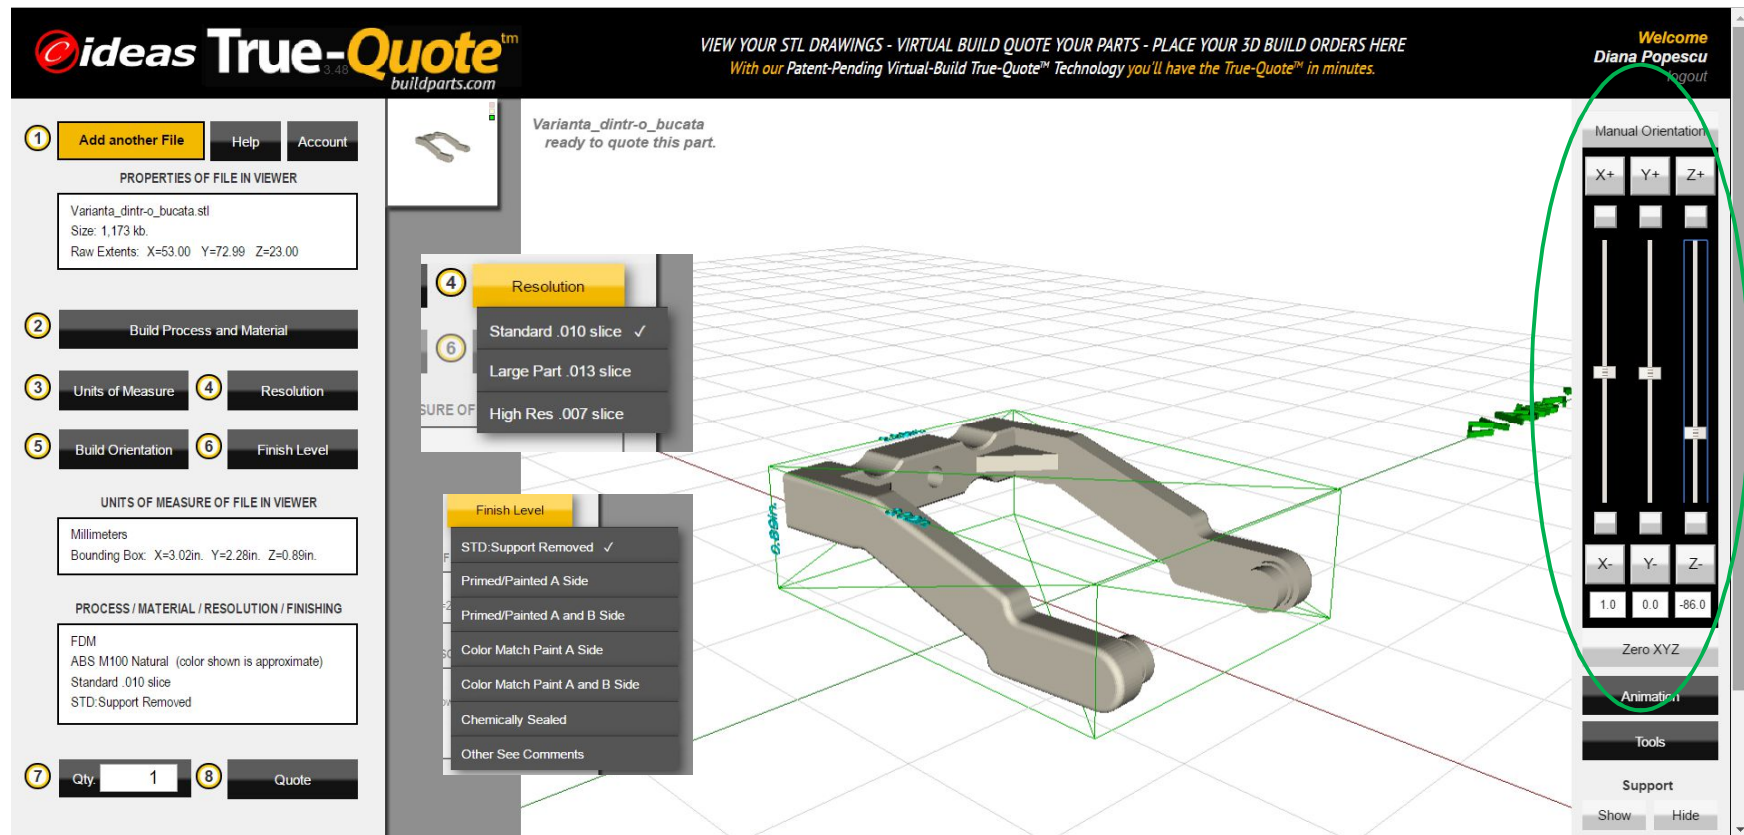 ideas True-Quote™
3.48
buildparts.com
VIEW YOUR STL DRAWINGS - VIRTUAL BUILD QUOTE YOUR PARTS - PLACE YOUR 3D BUILD ORDERS HERE
With our Patent-Pending Virtual-Build True-Quote™ Technology you'll have the True-Quote™ in minutes.
Welcome
Diana Popescu
logout
1 Add another File Help Account
PROPERTIES OF FILE IN VIEWER
Varianta_dintr-o_bucata.stl
Size: 1,173 kb.
Raw Extents: X=53.00 Y=72.99 Z=23.00
2 Build Process and Material
3 Units of Measure 4 Resolution
5 Build Orientation 6 Finish Level
UNITS OF MEASURE OF FILE IN VIEWER
Millimeters
Bounding Box: X=3.02in. Y=2.28in. Z=0.89in.
PROCESS / MATERIAL / RESOLUTION / FINISHING
FDM
ABS M100 Natural (color shown is approximate)
Standard .010 slice
STD:Support Removed
7 Qty. 1 8 Quote
Varianta_dintr-o_bucata
ready to quote this part.
4 Resolution
Standard .010 slice ✓
6
Large Part .013 slice
SURE OF
High Res .007 slice
Finish Level
STD:Support Removed ✓
Primed/Painted A Side
Primed/Painted A and B Side
Color Match Paint A Side
Color Match Paint A and B Side
Chemically Sealed
Other See Comments
0.89in.
Manual Orientation
X+ Y+ Z+
X- Y- Z-
1.0 0.0 -86.0
Zero XYZ
Animation
Tools
Support
Show Hide